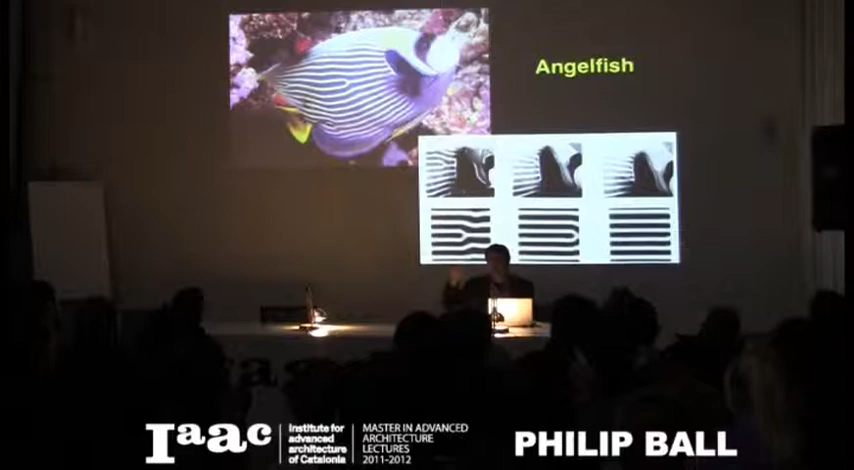 Angelfish
Iaac
Institute for
advanced
architecture
of Catalonia
MASTER IN ADVANCED
ARCHITECTURE
LECTURES
2011-2012
PHILIP BALL